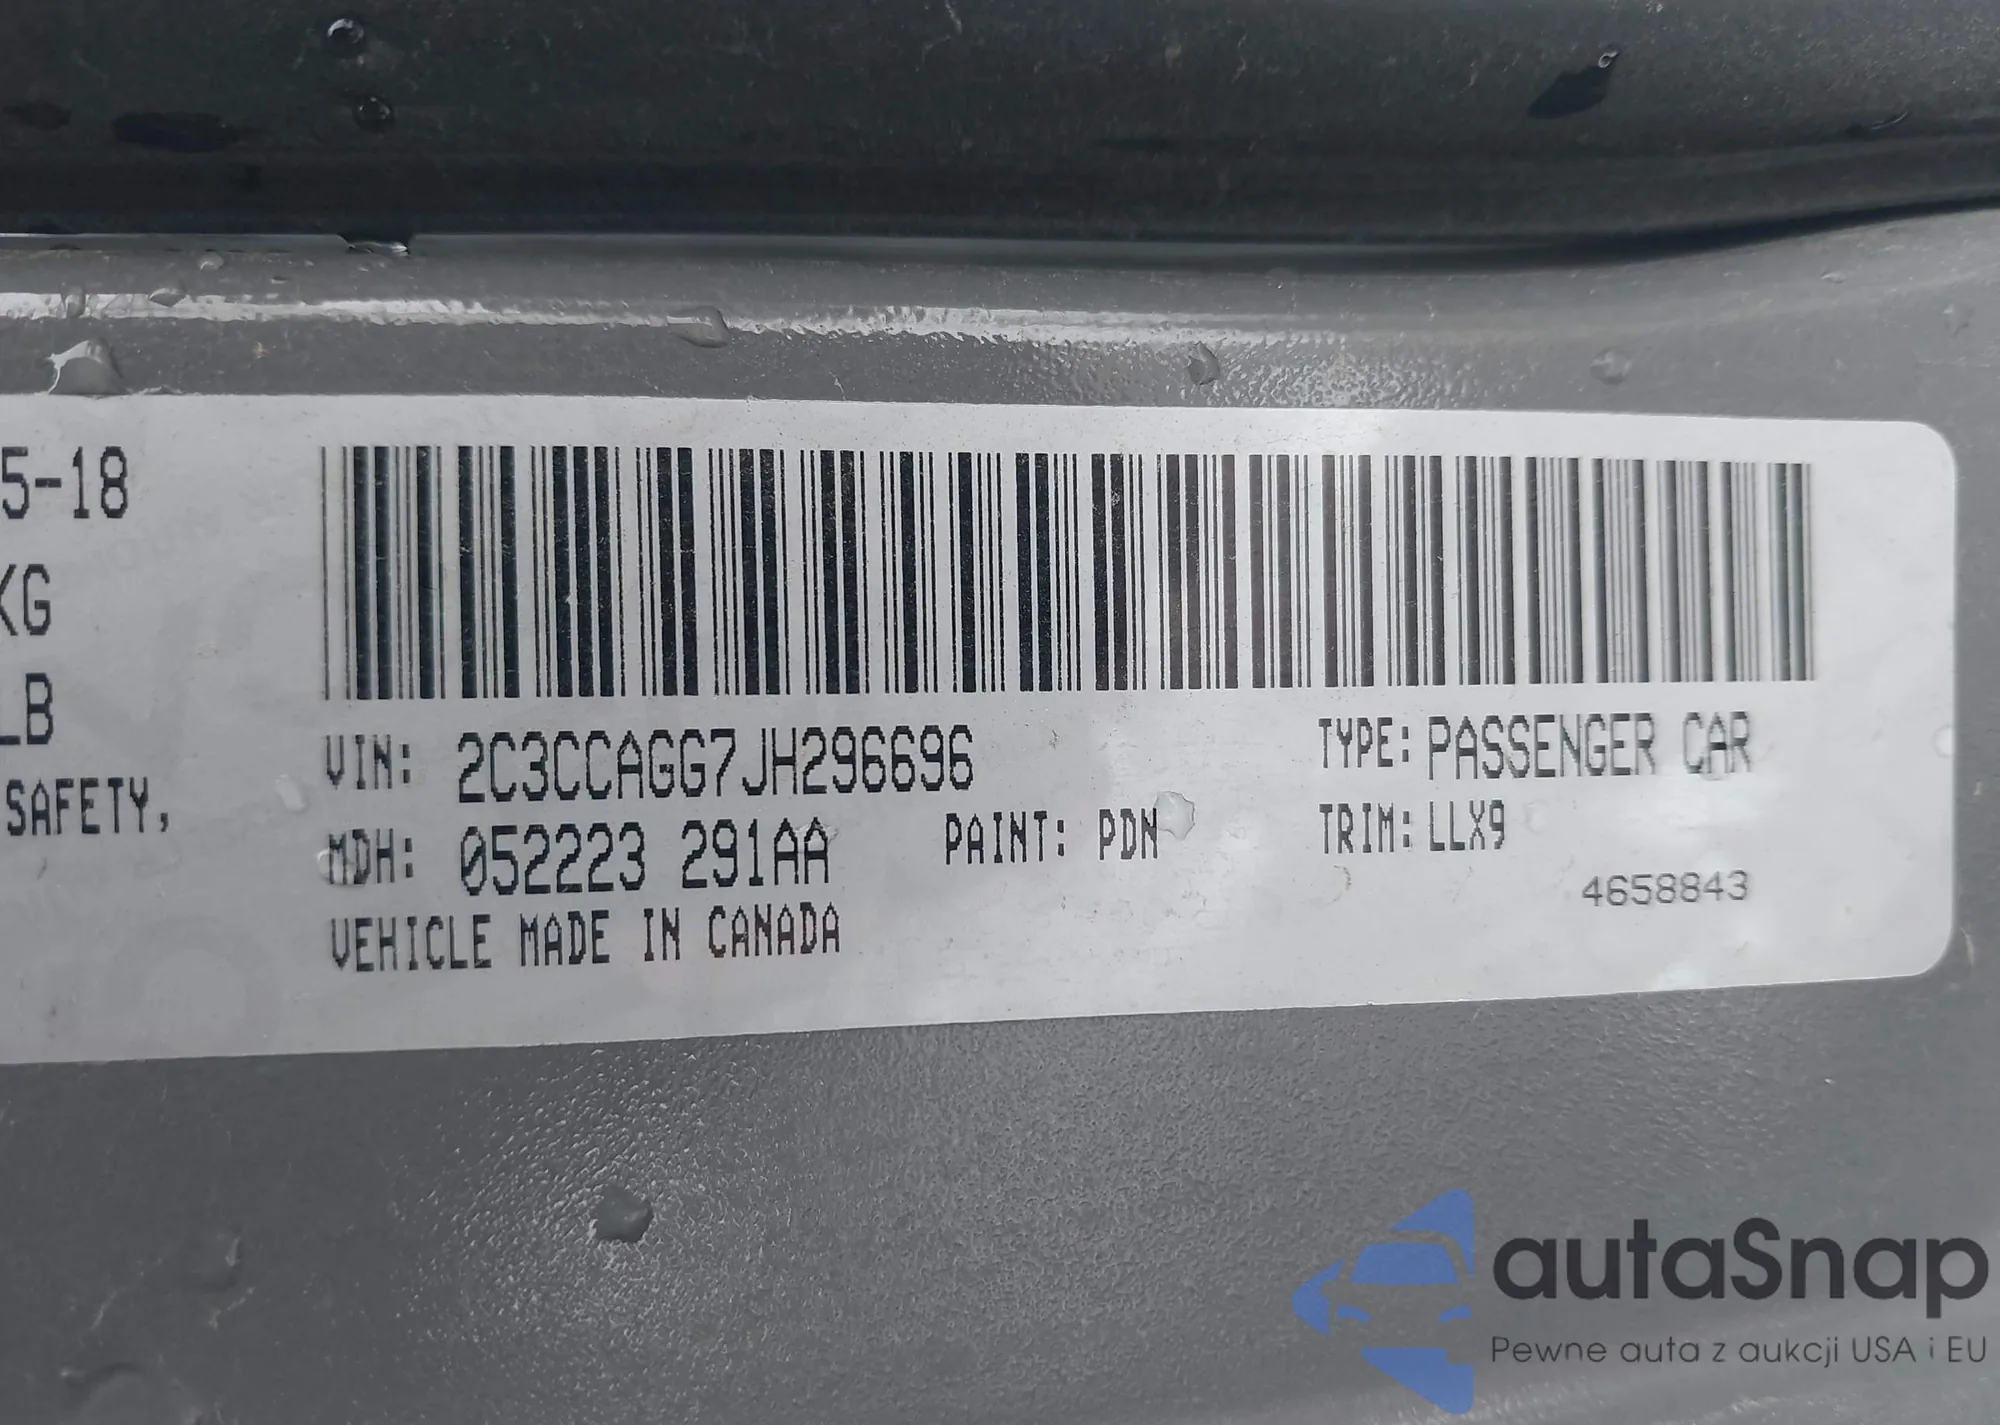 5-18
KG
LB
SAFETY,
VIN: 2C3CCAGG7JH296696
TYPE: PASSENGER CAR
MDH: 052223 291AA
PAINT: PDN
TRIM: LLX9
4658843
VEHICLE MADE IN CANADA
autaSnap
Pewne auta z aukcji USA i EU